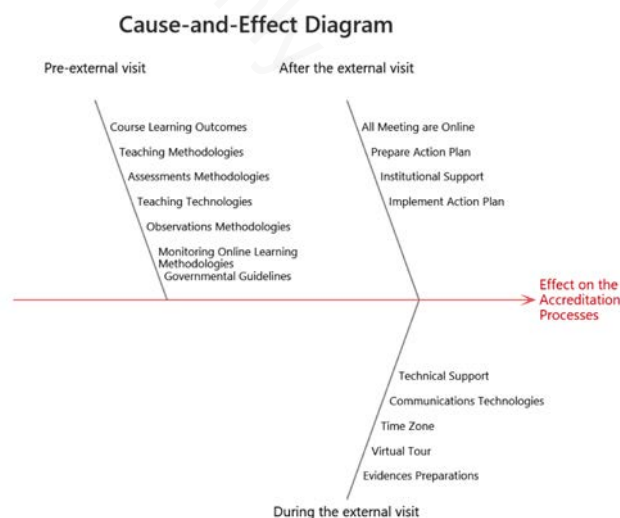 Cause-and-Effect Diagram
Pre-external visit
After the external visit
Course Learning Outcomes
Teaching Methodologies
Assessments Methodologies
Teaching Technologies
Observations Methodologies
Monitoring Online Learning
Methodologies
Governmental Guidelines
All Meeting are Online
Prepare Action Plan
Institutional Support
Implement Action Plan
Effect on the
Accreditation
Processes
Technical Support
Communications Technologies
Time Zone
Virtual Tour
Evidences Preparations
During the external visit